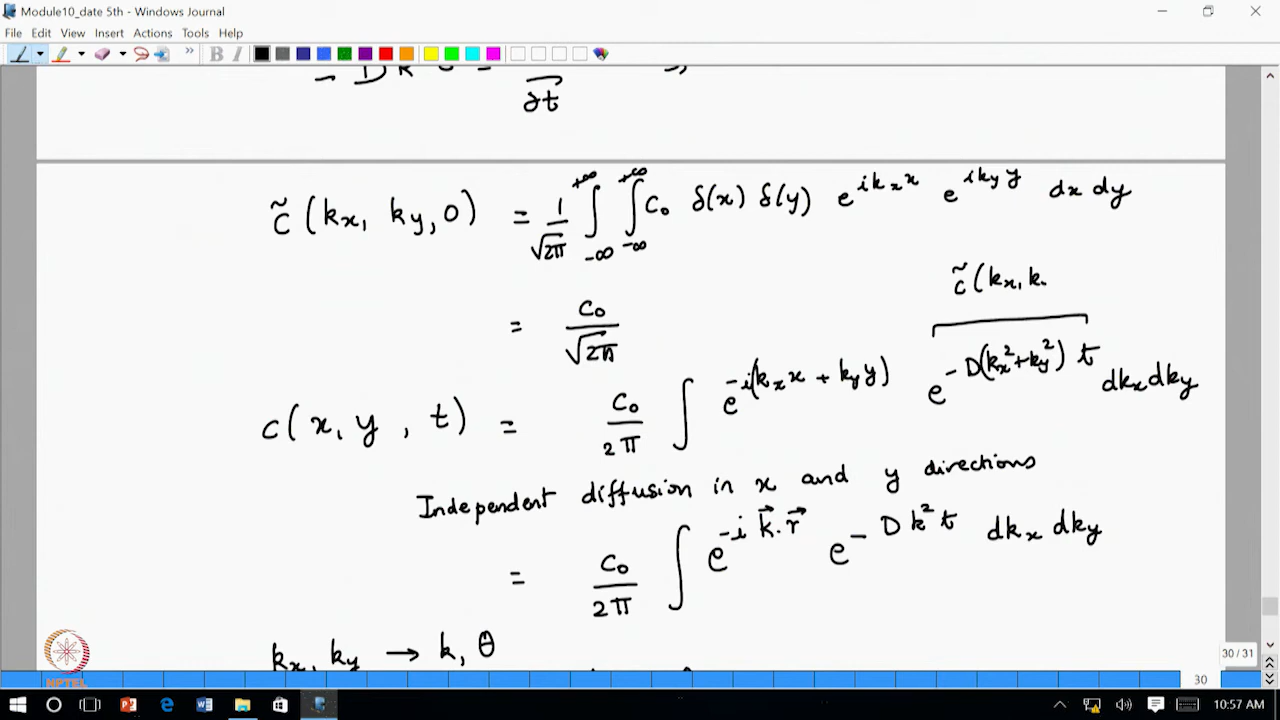 Module10_date 5th - Windows Journal
File Edit View Insert Actions Tools Help
B I
∂t
c̃ (kx, ky, 0) = 1/√2π ∫_{-∞}^{+∞} ∫_{-∞}^{+∞} C₀ δ(x) δ(y) e^{ikx x} e^{iky y} dx dy
= C₀/√2π
c̃ (kx, k
c( x, y , t) = C₀/2π ∫ e^{-i(kx x + ky y)} e^{-D(kx²+ky²) t} dkx dky
Independent diffusion in x and y directions
= C₀/2π ∫ e^{-i k⃗.r⃗} e^{-D k² t} dkx dky
kx, ky → k, θ
NPTEL
30 / 31
30
10:57 AM